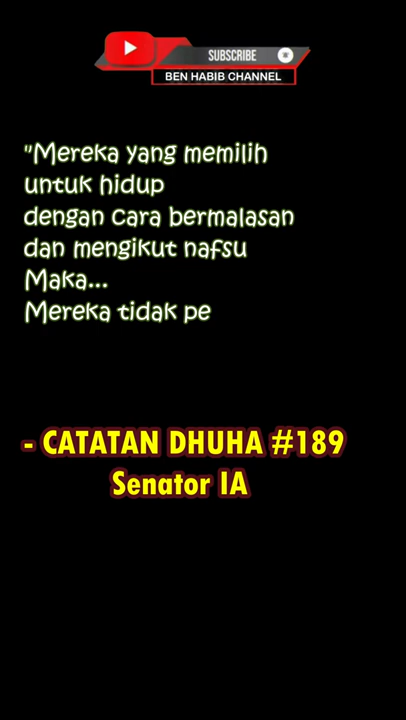 SUBSCRIBE
BEN HABIB CHANNEL
"Mereka yang memilih
untuk hidup
dengan cara bermalasan
dan mengikut nafsu
Maka...
Mereka tidak pe
- CATATAN DHUHA #189
Senator IA